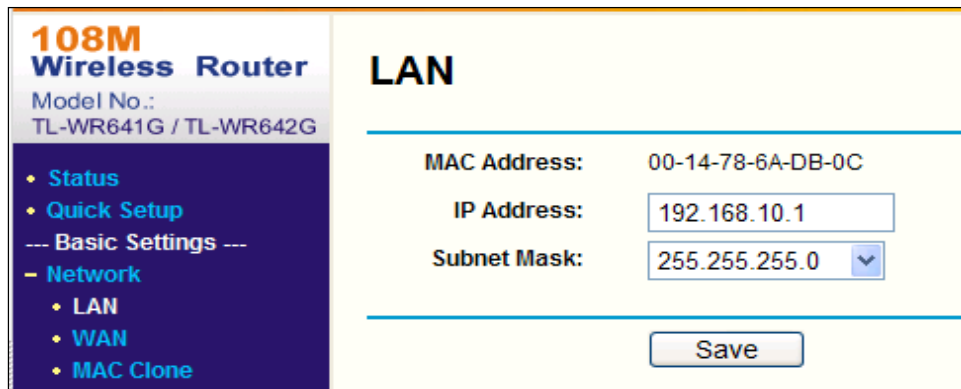 108M
Wireless Router
Model No.:
TL-WR641G / TL-WR642G
• Status
• Quick Setup
--- Basic Settings ---
– Network
• LAN
• WAN
• MAC Clone
LAN
MAC Address: 00-14-78-6A-DB-0C
IP Address: 192.168.10.1
Subnet Mask: 255.255.255.0
Save